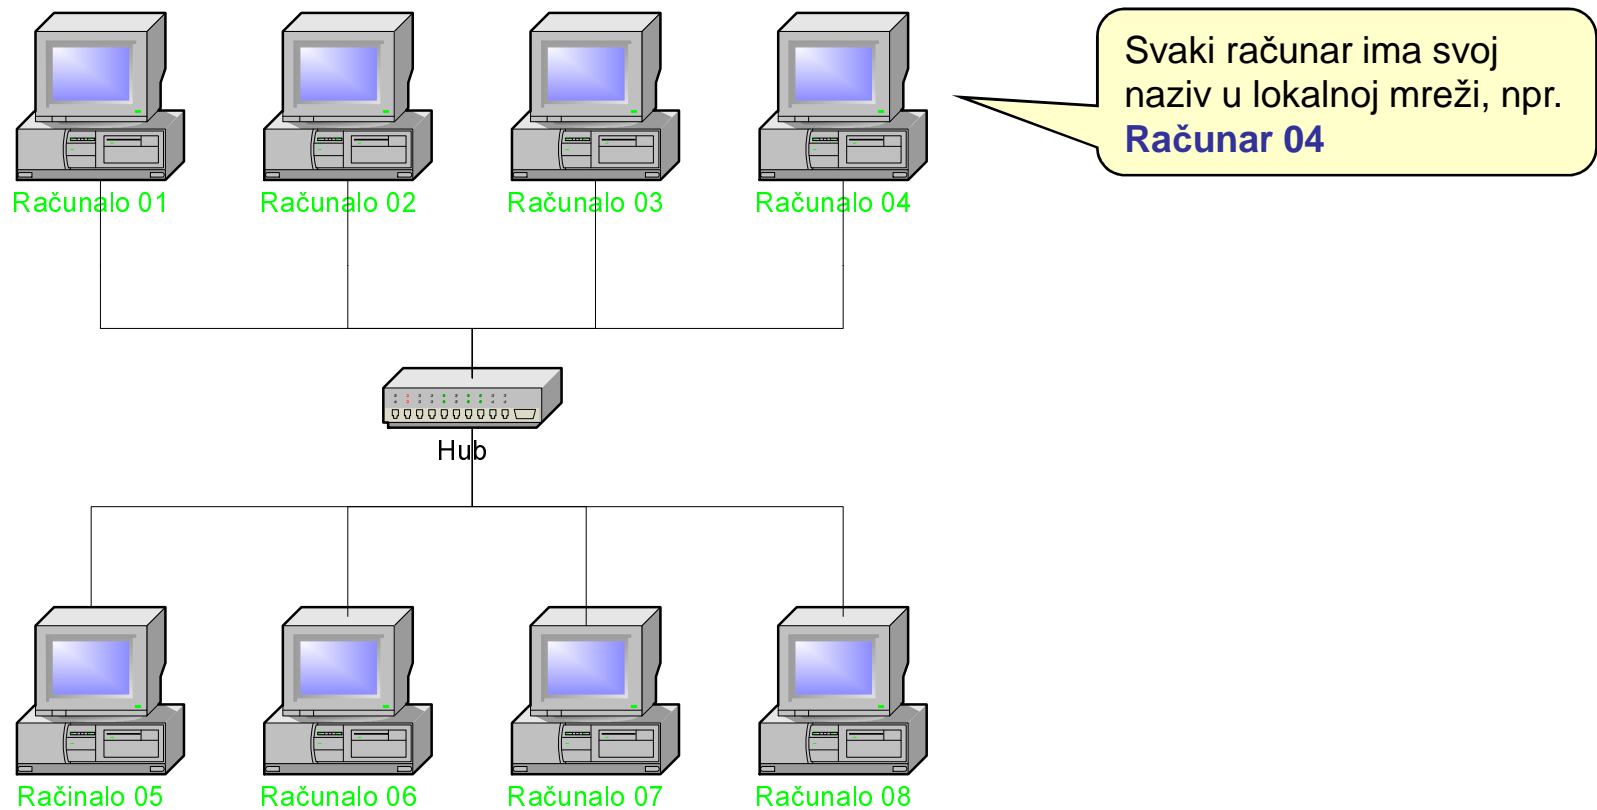 Svaki računar ima svoj
naziv u lokalnoj mreži, npr.
Računar 04
Računalo 01
Računalo 02
Računalo 03
Računalo 04
Hub
Račinalo 05
Računalo 06
Računalo 07
Računalo 08